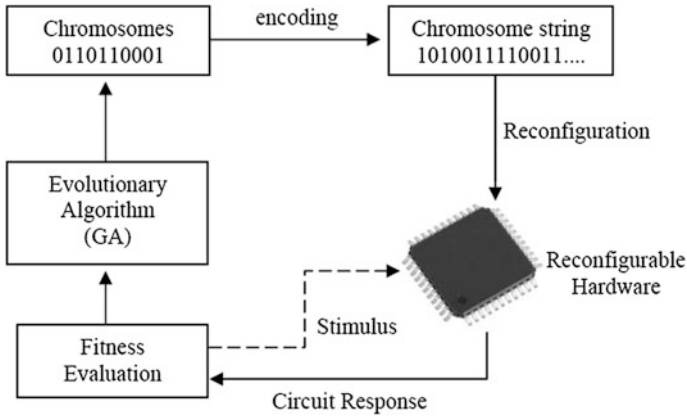 Chromosomes
0110110001
encoding
Chromosome string
1010011110011....
Reconfiguration
Evolutionary
Algorithm
(GA)
Reconfigurable
Hardware
Stimulus
Fitness
Evaluation
Circuit Response